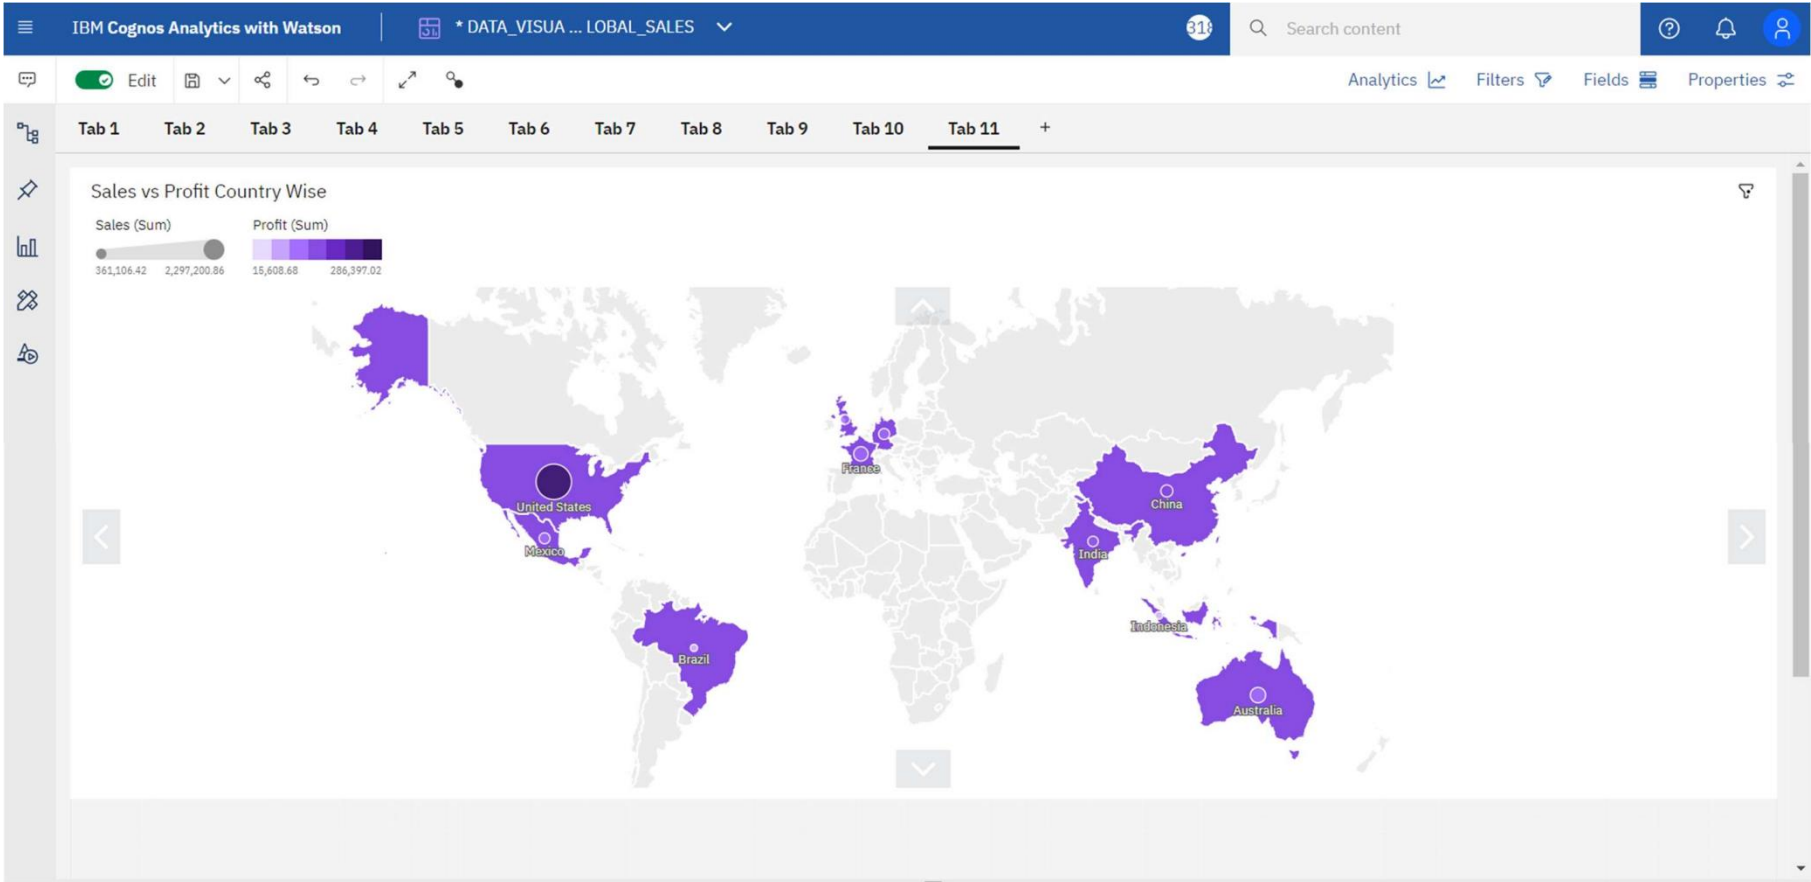 IBM Cognos Analytics with Watson
* DATA_VISUA ... LOBAL_SALES
318
Search content
Edit
Analytics
Filters
Fields
Properties
Tab 1
Tab 2
Tab 3
Tab 4
Tab 5
Tab 6
Tab 7
Tab 8
Tab 9
Tab 10
Tab 11
+
Sales vs Profit Country Wise
Sales (Sum)
Profit (Sum)
361,106.42
2,297,200.86
15,608.68
286,397.02
France
United States
China
Mexico
India
Indonesia
Brazil
Australia